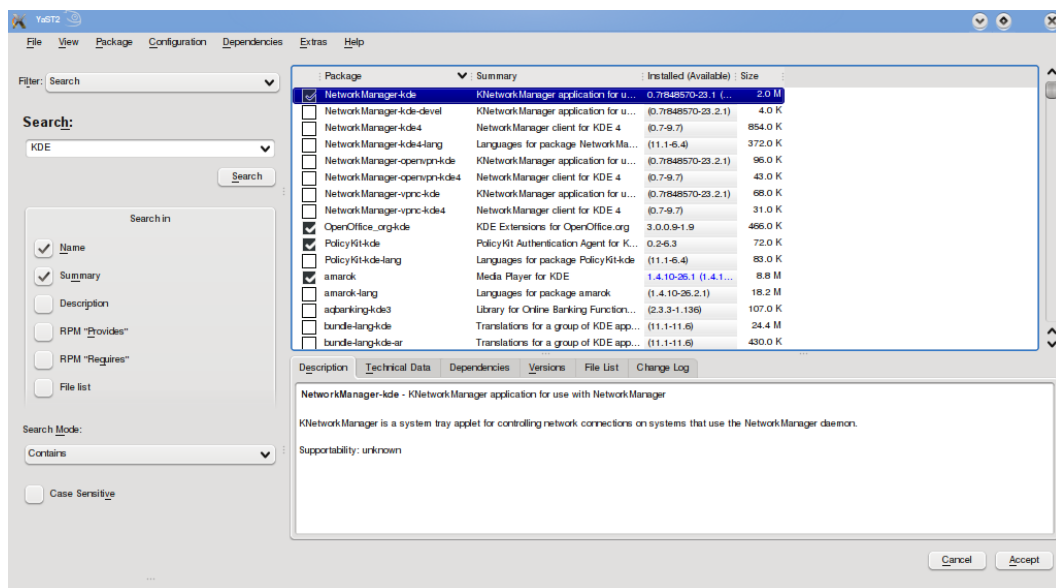 YaST2
File View Package Configuration Dependencies Extras Help
Filter: Search
Search:
KDE
Search
Search in
Name
Summary
Description
RPM "Provides"
RPM "Requires"
File list
Search Mode:
Contains
Case Sensitive
Package Summary Installed (Available) Size
NetworkManager-kde KNetworkManager application for u... 0.7r848570-23.1 (... 2.0 M
NetworkManager-kde-devel KNetworkManager application for u... (0.7r848570-23.2.1) 4.0 K
NetworkManager-kde4 NetworkManager client for KDE 4 (0.7-9.7) 854.0 K
NetworkManager-kde4-lang Languages for package NetworkMa... (11.1-6.4) 372.0 K
NetworkManager-openvpn-kde KNetworkManager application for u... (0.7r848570-23.2.1) 96.0 K
NetworkManager-openvpn-kde4 NetworkManager client for KDE 4 (0.7-9.7) 43.0 K
NetworkManager-vpnc-kde KNetworkManager application for u... (0.7r848570-23.2.1) 68.0 K
NetworkManager-vpnc-kde4 NetworkManager client for KDE 4 (0.7-9.7) 31.0 K
OpenOffice_org-kde KDE Extensions for OpenOffice.org 3.0.0.9-1.9 466.0 K
PolicyKit-kde PolicyKit Authentication Agent for K... 0.2-6.3 72.0 K
PolicyKit-kde-lang Languages for package PolicyKit-kde (11.1-6.4) 83.0 K
amarok Media Player for KDE 1.4.10-26.1 (1.4.1... 8.8 M
amarok-lang Languages for package amarok (1.4.10-26.2.1) 18.2 M
aqbanking-kde3 Library for Online Banking Function... (2.3.3-1.136) 107.0 K
bundle-lang-kde Translations for a group of KDE app... (11.1-11.6) 24.4 M
bundle-lang-kde-ar Translations for a group of KDE app... (11.1-11.6) 430.0 K
Description Technical Data Dependencies Versions File List Change Log
NetworkManager-kde - KNetworkManager application for use with NetworkManager
KNetworkManager is a system tray applet for controlling network connections on systems that use the NetworkManager daemon.
Supportability: unknown
Cancel Accept